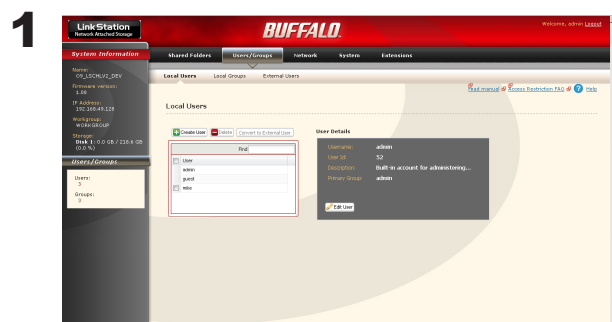 1
LinkStation
Network Attached Storage
BUFFALO
Welcome, admin Logout
System Information
Shared Folders Users/Groups Network System Extensions
Name:
O9_LSCHLV2_DEV
Firmware version:
1.08
IP Address:
192.168.49.128
Workgroup:
WORKGROUP
Storage:
Disk 1: 0.0 GB / 218.6 GB
(0.0 %)
Users/Groups
Users:
3
Groups:
3
Local Users Local Groups External Users
Read manual Access Restriction FAQ Help
Local Users
Create User Delete Convert to External User
Find
User
admin
guest
mike
User Details
Username: admin
User Id: 52
Description: Built-in account for administering...
Primary Group: admin
Edit User